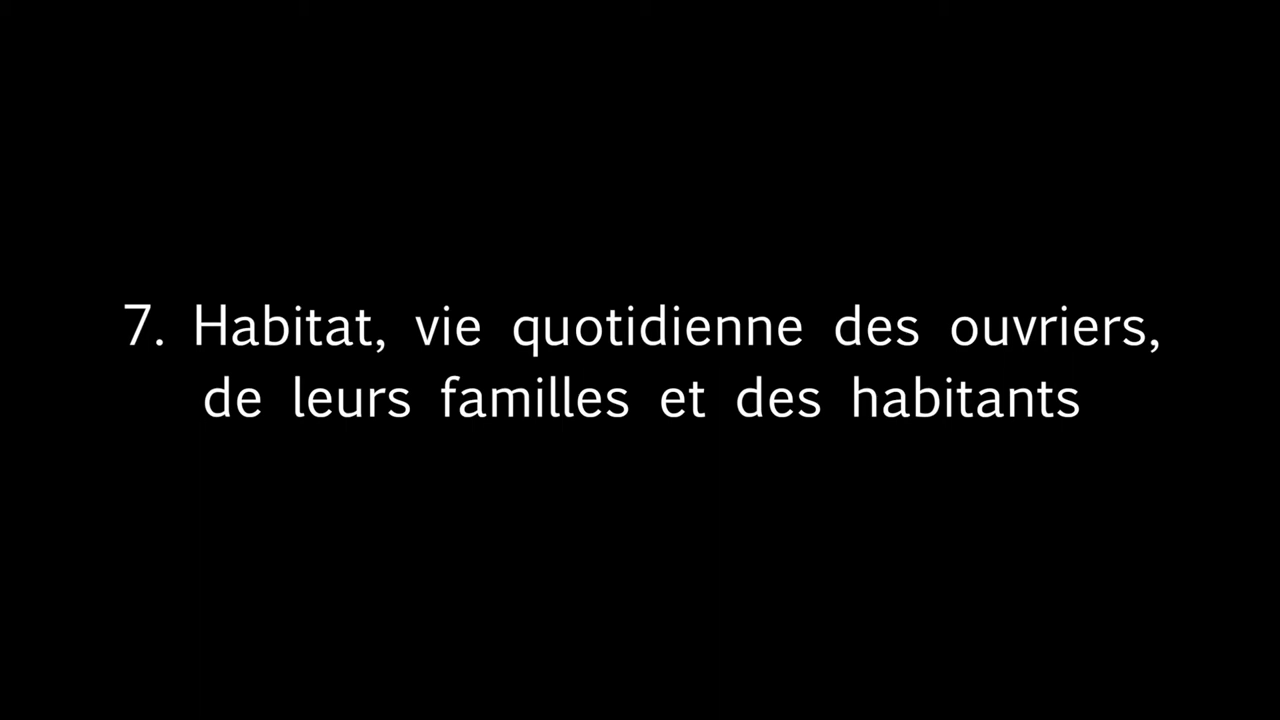 7. Habitat, vie quotidienne des ouvriers,
de leurs familles et des habitants